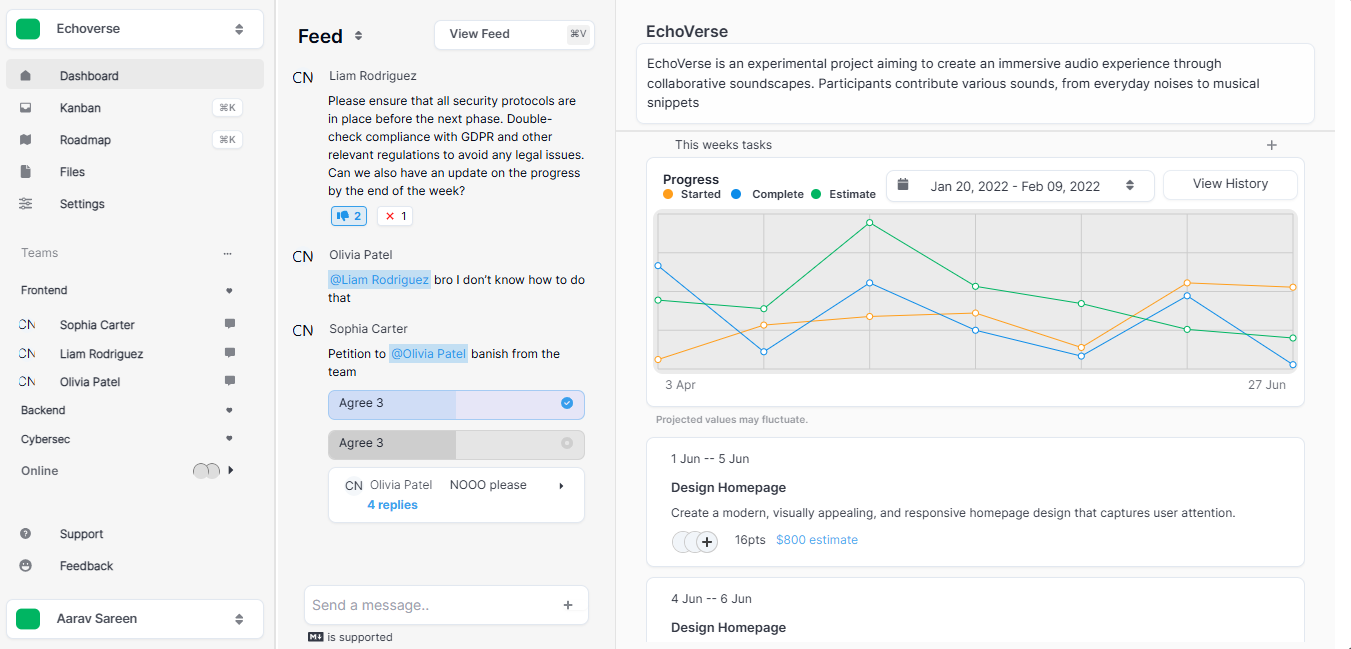 Echoverse
Dashboard
Kanban
⌘K
Roadmap
⌘K
Files
Settings
Teams
Frontend
CN Sophia Carter
CN Liam Rodriguez
CN Olivia Patel
Backend
Cybersec
Online
Support
Feedback
Aarav Sareen
Feed
View Feed ⌘V
CN Liam Rodriguez
Please ensure that all security protocols are
in place before the next phase. Double-
check compliance with GDPR and other
relevant regulations to avoid any legal issues.
Can we also have an update on the progress
by the end of the week?
2
1
CN Olivia Patel
@Liam Rodriguez bro I don't know how to do
that
CN Sophia Carter
Petition to @Olivia Patel banish from the
team
Agree 3
Agree 3
CN Olivia Patel NOOO please
4 replies
Send a message..
M↓ is supported
EchoVerse
EchoVerse is an experimental project aiming to create an immersive audio experience through
collaborative soundscapes. Participants contribute various sounds, from everyday noises to musical
snippets
This weeks tasks
Progress
Started Complete Estimate
Jan 20, 2022 - Feb 09, 2022
View History
3 Apr 27 Jun
Projected values may fluctuate.
1 Jun -- 5 Jun
Design Homepage
Create a modern, visually appealing, and responsive homepage design that captures user attention.
16pts $800 estimate
4 Jun -- 6 Jun
Design Homepage